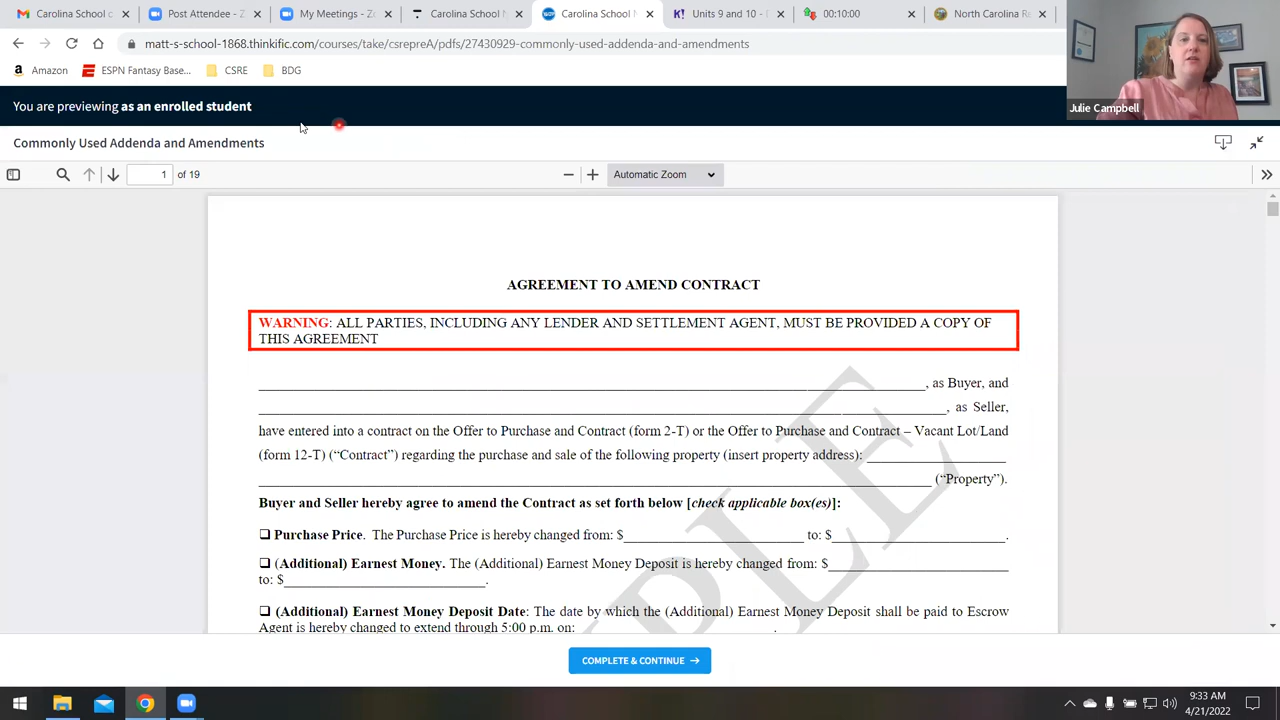 Carolina School c
Post Attendee - Z
My Meetings - Z
Carolina School M
Carolina School M
Units 9 and 10 - 
00:10:00
North Carolina Re
matt-s-school-1868.thinkific.com/courses/take/csrepreA/pdfs/27430929-commonly-used-addenda-and-amendments
Amazon
ESPN Fantasy Base...
CSRE
BDG
Julie Campbell
You are previewing as an enrolled student
Commonly Used Addenda and Amendments
1 of 19
Automatic Zoom
AGREEMENT TO AMEND CONTRACT
WARNING: ALL PARTIES, INCLUDING ANY LENDER AND SETTLEMENT AGENT, MUST BE PROVIDED A COPY OF
THIS AGREEMENT
, as Buyer, and
, as Seller,
have entered into a contract on the Offer to Purchase and Contract (form 2-T) or the Offer to Purchase and Contract – Vacant Lot/Land
(form 12-T) (“Contract”) regarding the purchase and sale of the following property (insert property address):
(“Property”).
Buyer and Seller hereby agree to amend the Contract as set forth below [check applicable box(es)]:
❑ Purchase Price. The Purchase Price is hereby changed from: $ to: $ .
❑ (Additional) Earnest Money. The (Additional) Earnest Money Deposit is hereby changed from: $
to: $ .
❑ (Additional) Earnest Money Deposit Date: The date by which the (Additional) Earnest Money Deposit shall be paid to Escrow
Agent is hereby changed to extend through 5:00 p.m. on: .
COMPLETE & CONTINUE →
9:33 AM
4/21/2022